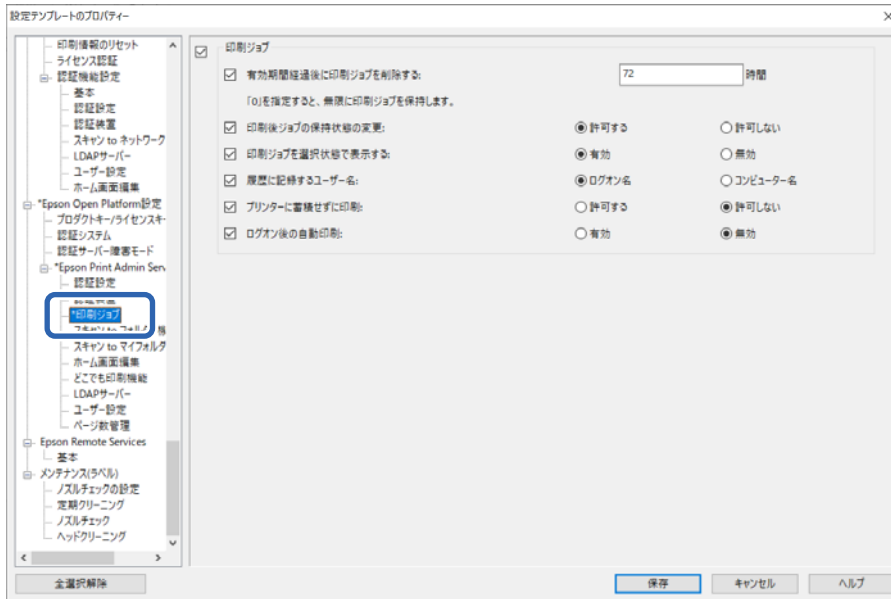 設定テンプレートのプロパティー
印刷情報のリセット
ライセンス認証
認証機能設定
基本
認証設定
認証装置
スキャン to ネットワーク
LDAPサーバー
ユーザー設定
ホーム画面編集
*Epson Open Platform設定
プロダクトキー/ライセンスキ-
認証システム
認証サーバー障害モード
*Epson Print Admin Serv
認証設定
*印刷ジョブ
スキャン to マイフォルダ
ホーム画面編集
どこでも印刷機能
LDAPサーバー
ユーザー設定
ページ数管理
Epson Remote Services
基本
メンテナンス(ラベル)
ノズルチェックの設定
定期クリーニング
ノズルチェック
ヘッドクリーニング
全選択解除
印刷ジョブ
有効期間経過後に印刷ジョブを削除する: 72 時間
「0」を指定すると、無限に印刷ジョブを保持します。
印刷後ジョブの保持状態の変更: 許可する 許可しない
印刷ジョブを選択状態で表示する: 有効 無効
履歴に記録するユーザー名: ログオン名 コンピューター名
プリンターに蓄積せずに印刷: 許可する 許可しない
ログオン後の自動印刷: 有効 無効
保存 キャンセル ヘルプ